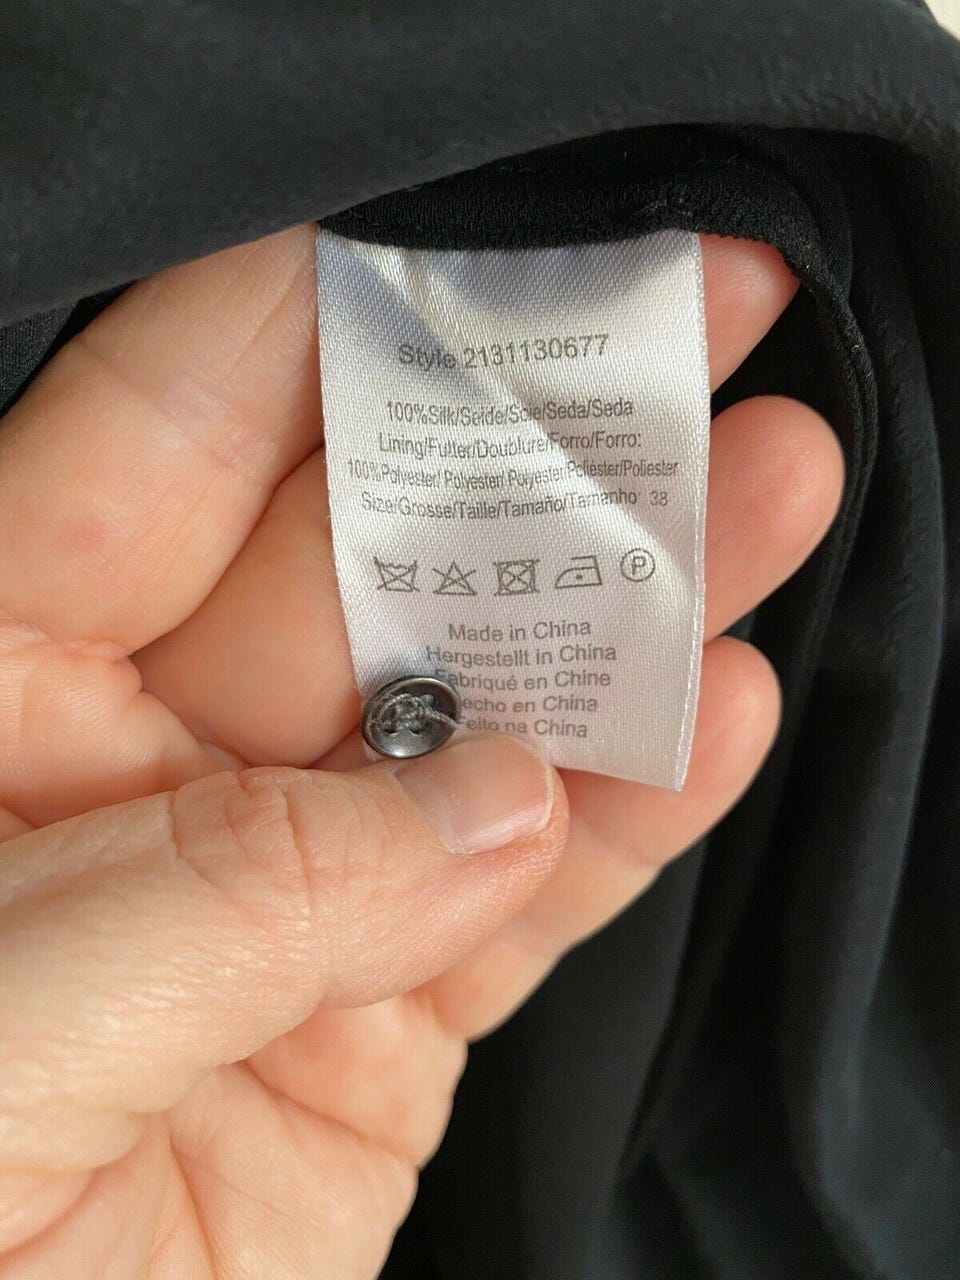 Style 2131130677
100%Silk/Seide/Soie/Seda/Seda
Lining/Futter/Doublure/Forro/Forro:
100%Polyester/ Polyester/ Polyester/Poliéster/Poliester
Size/Grosse/Taille/Tamaño/Tamanho 38
P
Made in China
Hergestellt in China
Fabriqué en Chine
echo en China
Feito na China